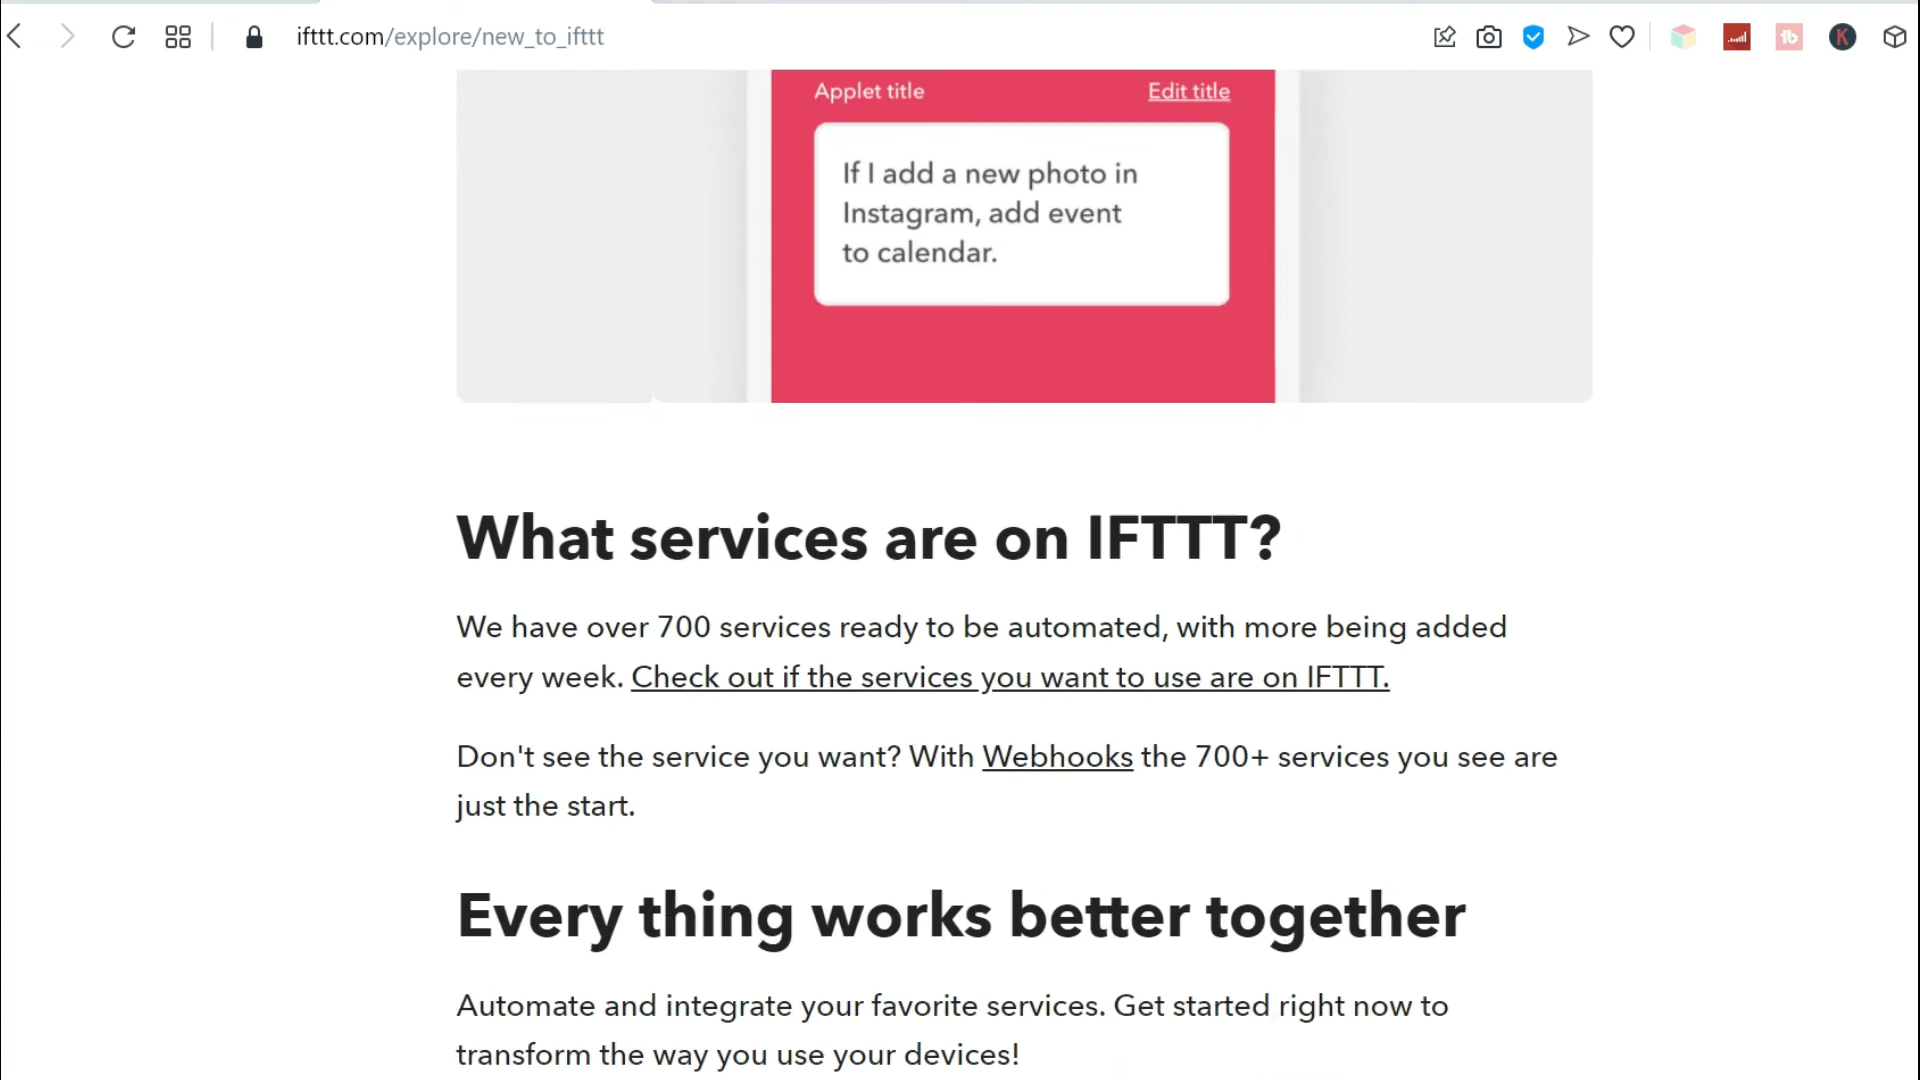 ifttt.com/explore/new_to_ifttt
tb
K
Applet title
Edit title
If I add a new photo in
Instagram, add event
to calendar.
What services are on IFTTT?
We have over 700 services ready to be automated, with more being added
every week. Check out if the services you want to use are on IFTTT.
Don't see the service you want? With Webhooks the 700+ services you see are
just the start.
Every thing works better together
Automate and integrate your favorite services. Get started right now to
transform the way you use your devices!